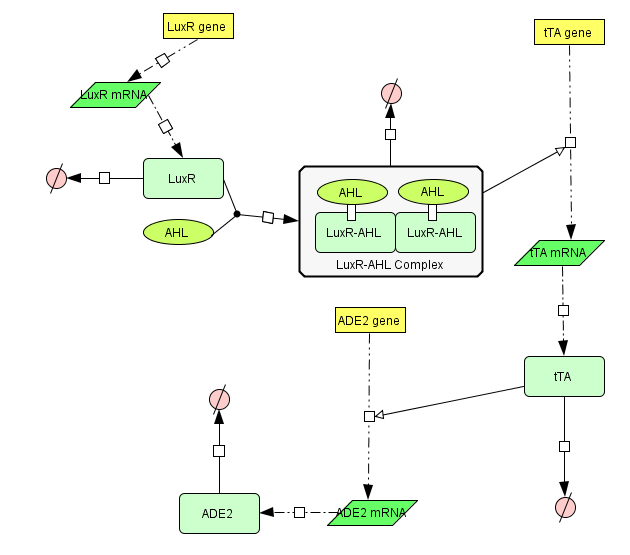 LuxR gene
tTA gene
LuxR mRNA
LuxR
AHL
AHL
AHL
LuxR-AHL
LuxR-AHL
LuxR-AHL Complex
tTA mRNA
ADE2 gene
tTA
ADE2
ADE2 mRNA